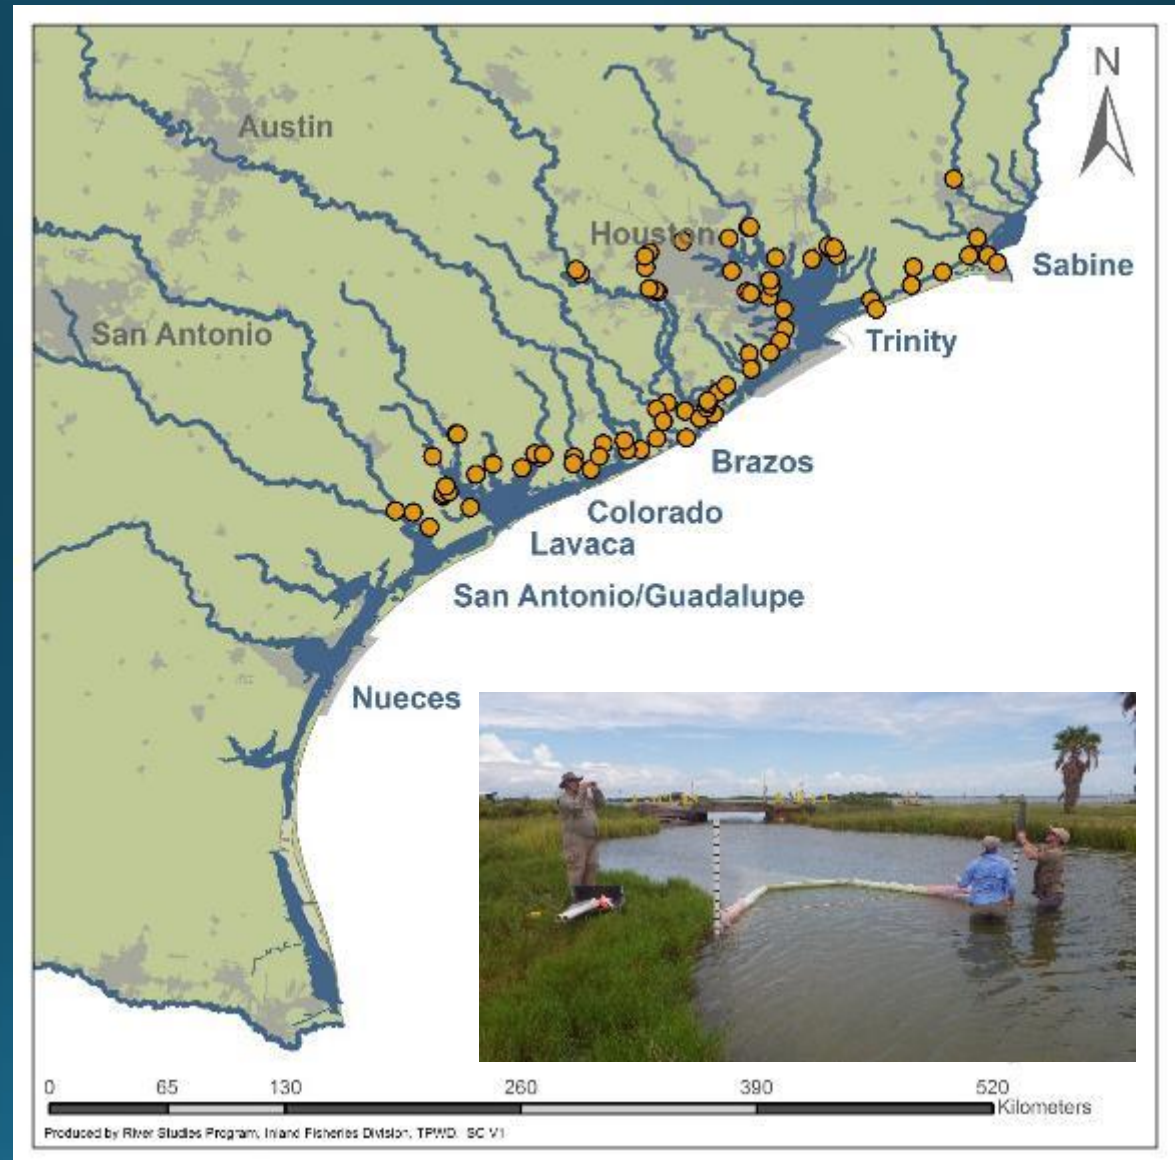 N
Austin
Houston
Sabine
San Antonio
Trinity
Brazos
Colorado
Lavaca
San Antonio/Guadalupe
Nueces
0 65 130 260 390 520
Kilometers
Produced by River Studies Program, Inland Fisheries Division, TPWD. SC V1